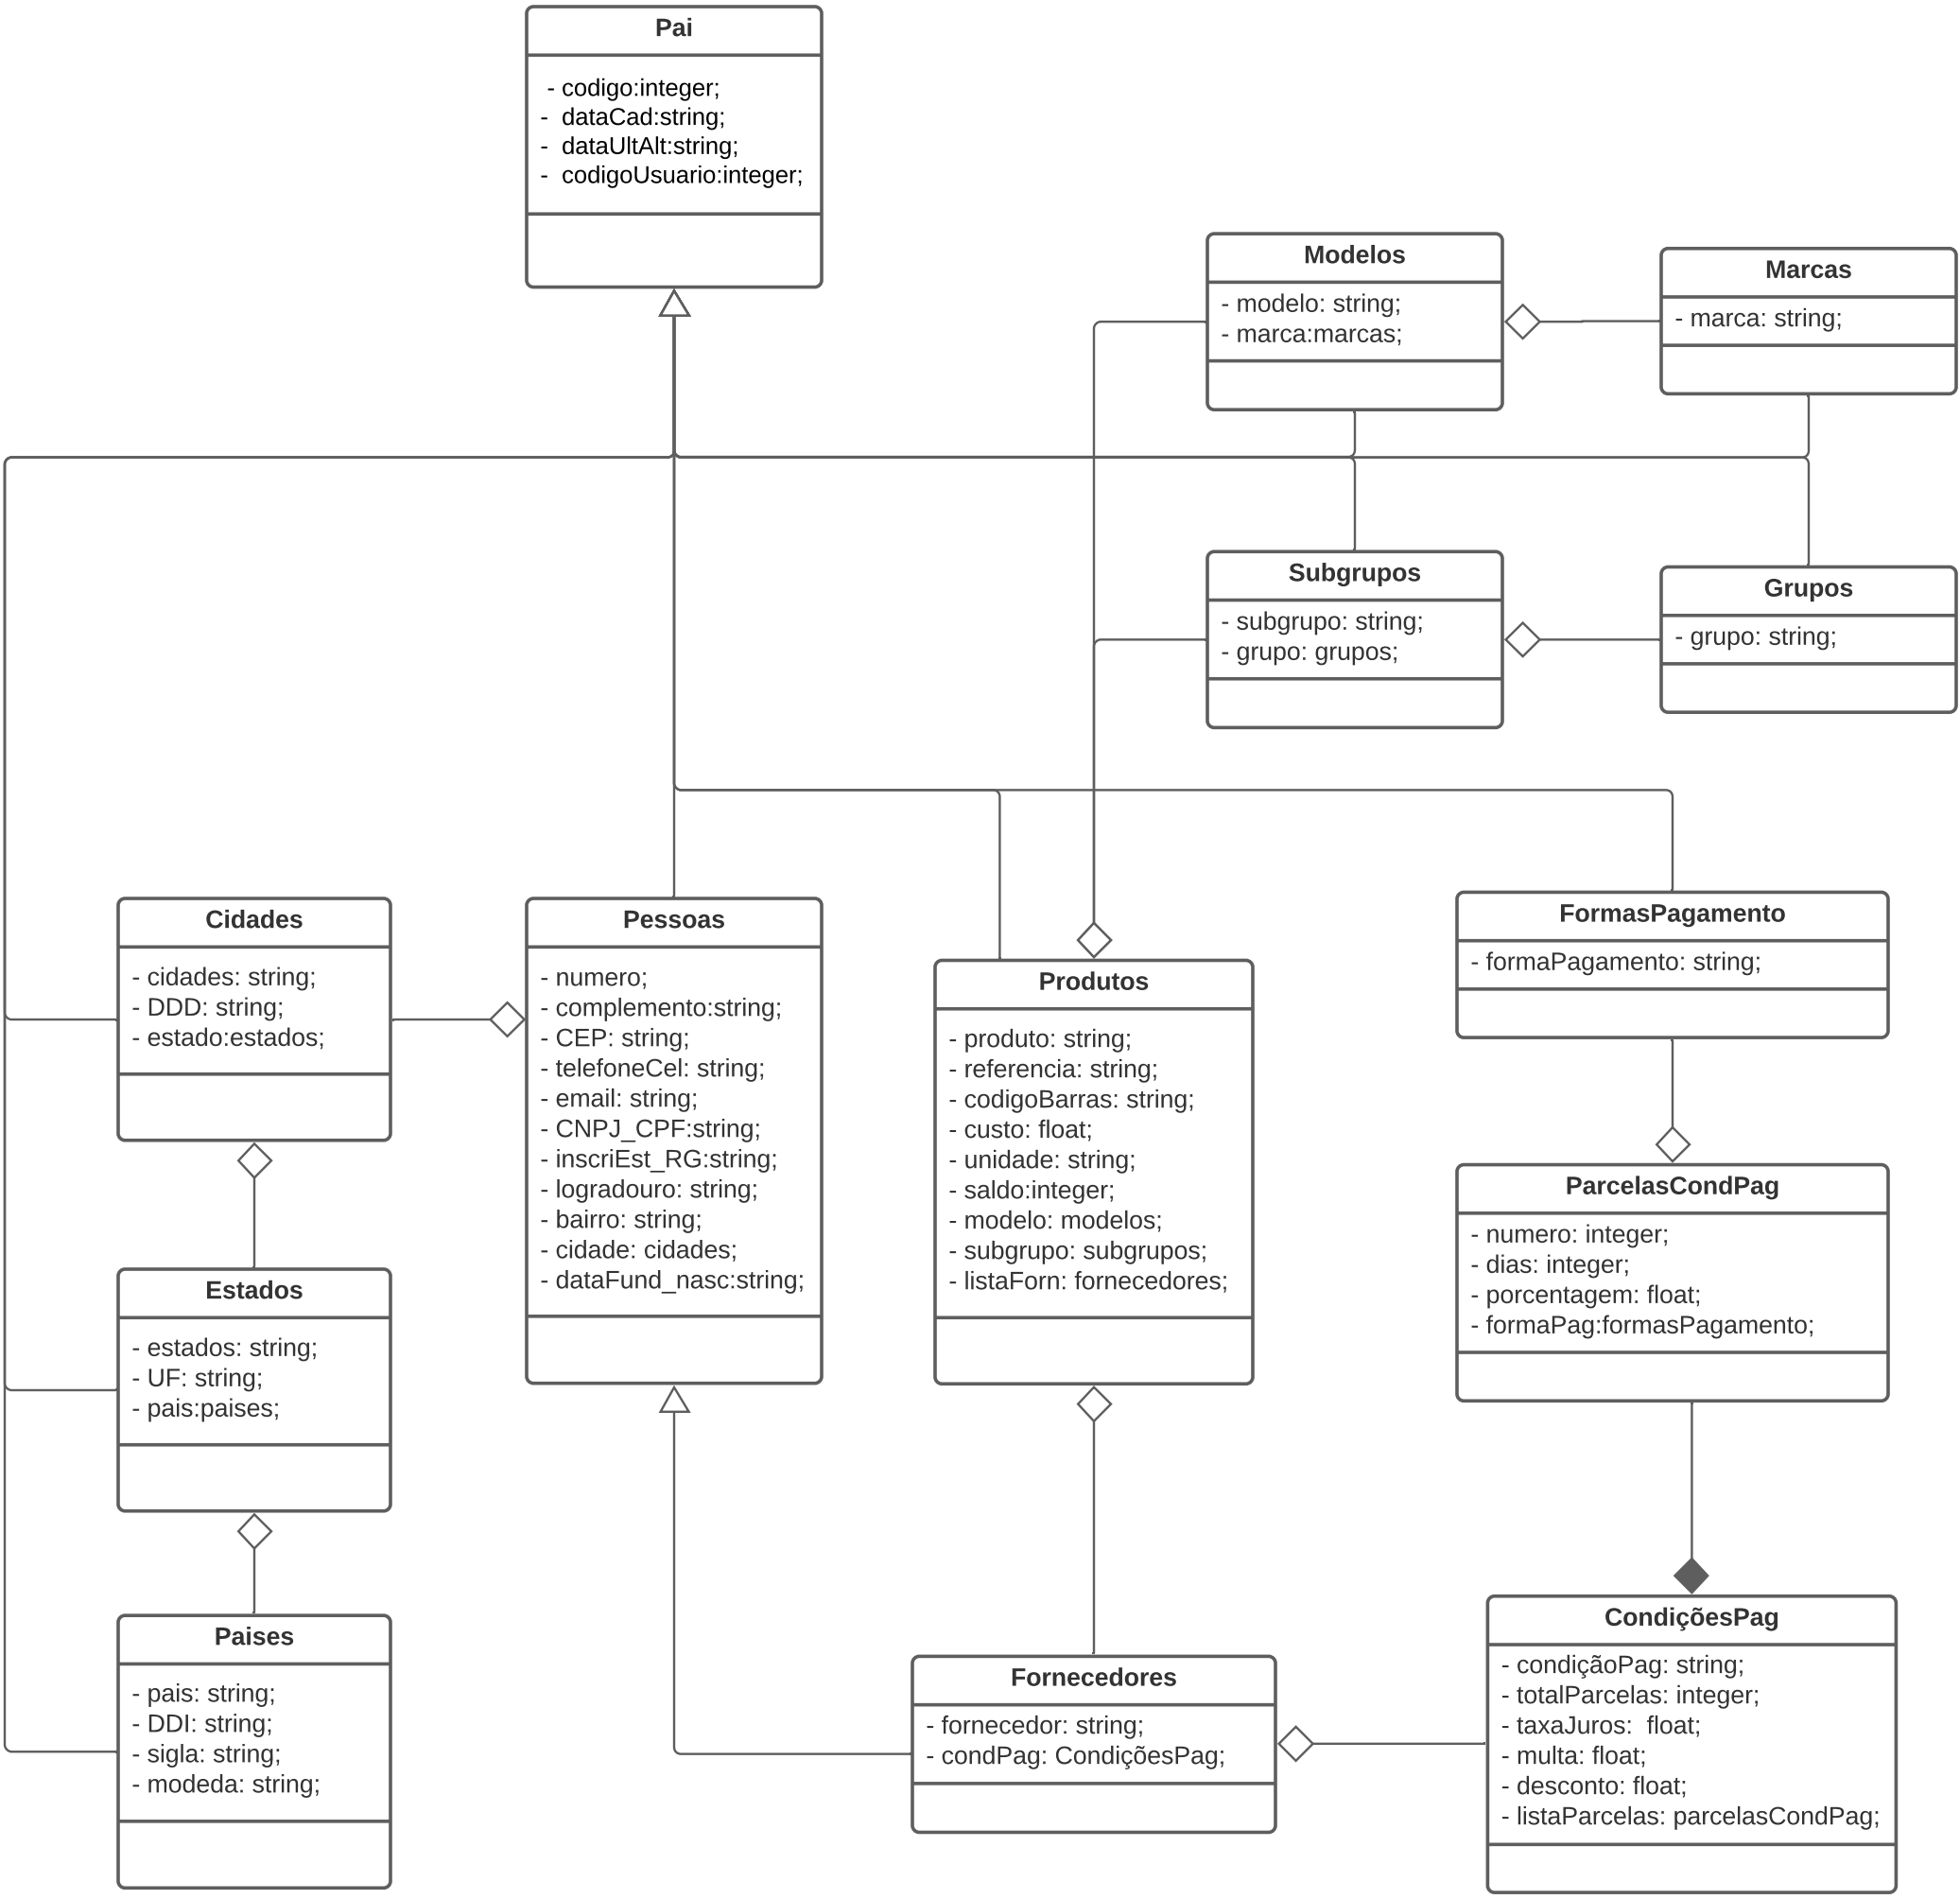 Pai
- codigo:integer;
- dataCad:string;
- dataUltAlt:string;
- codigoUsuario:integer;
Modelos
- modelo: string;
- marca:marcas;
Marcas
- marca: string;
Subgrupos
- subgrupo: string;
- grupo: grupos;
Grupos
- grupo: string;
Cidades
- cidades: string;
- DDD: string;
- estado:estados;
Pessoas
- numero;
- complemento:string;
- CEP: string;
- telefoneCel: string;
- email: string;
- CNPJ_CPF:string;
- inscriEst_RG:string;
- logradouro: string;
- bairro: string;
- cidade: cidades;
- dataFund_nasc:string;
Produtos
- produto: string;
- referencia: string;
- codigoBarras: string;
- custo: float;
- unidade: string;
- saldo:integer;
- modelo: modelos;
- subgrupo: subgrupos;
- listaForn: fornecedores;
FormasPagamento
- formaPagamento: string;
ParcelasCondPag
- numero: integer;
- dias: integer;
- porcentagem: float;
- formaPag:formasPagamento;
Estados
- estados: string;
- UF: string;
- pais:paises;
Paises
- pais: string;
- DDI: string;
- sigla: string;
- modeda: string;
Fornecedores
- fornecedor: string;
- condPag: CondiçõesPag;
CondiçõesPag
- condiçãoPag: string;
- totalParcelas: integer;
- taxaJuros:  float;
- multa: float;
- desconto: float;
- listaParcelas: parcelasCondPag;